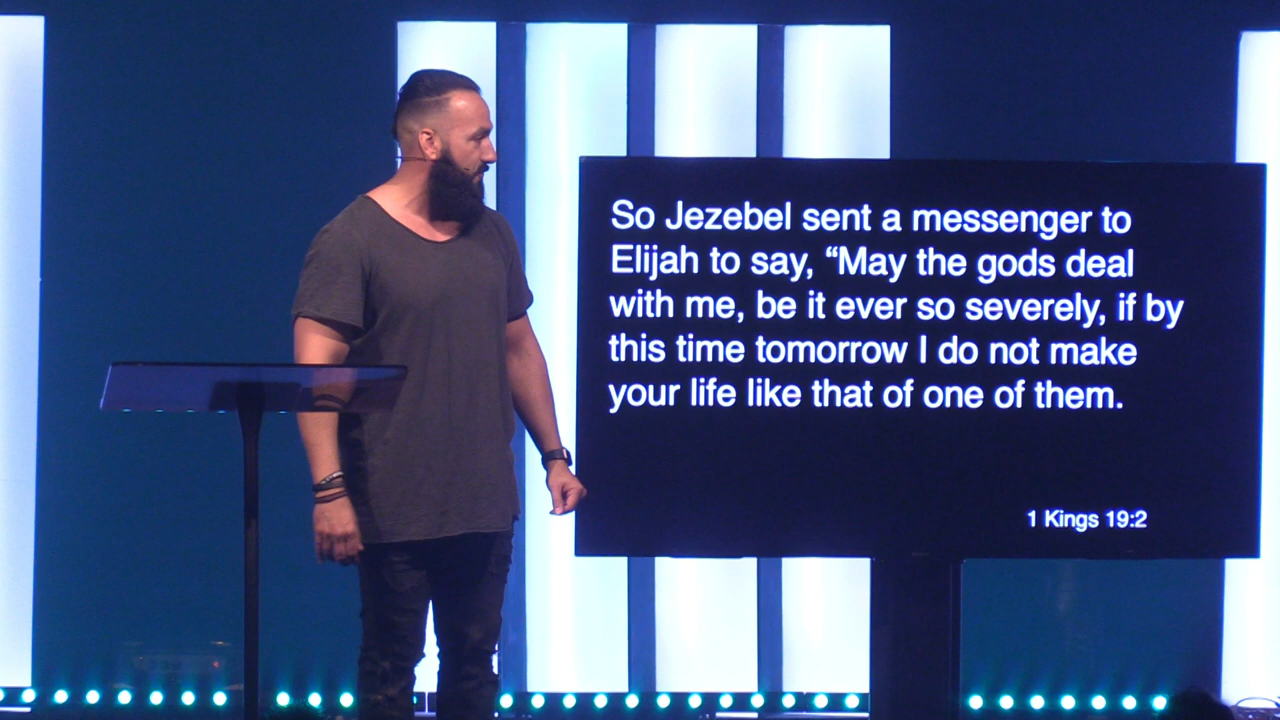 So Jezebel sent a messenger to
Elijah to say, “May the gods deal
with me, be it ever so severely, if by
this time tomorrow I do not make
your life like that of one of them.
1 Kings 19:2